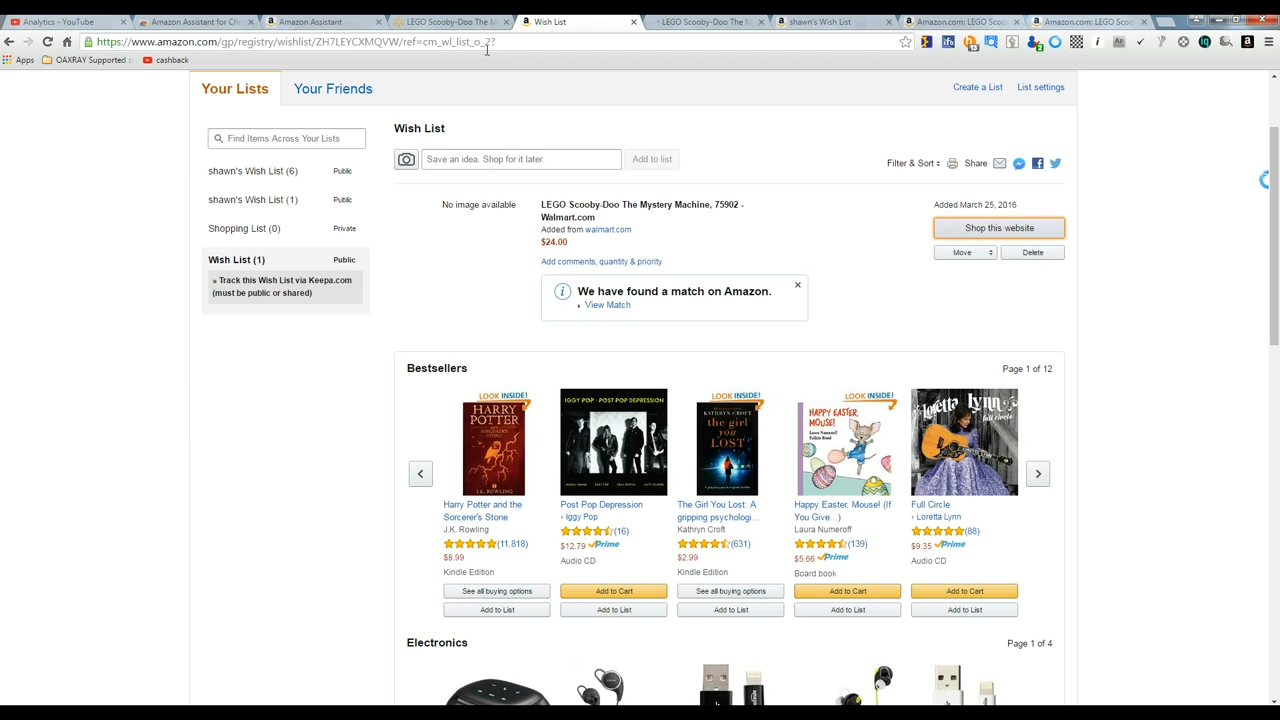 Analytics - YouTube
Amazon Assistant for Ch
Amazon Assistant
LEGO Scooby-Doo The M
Wish List
LEGO Scooby-Doo The M
shawn's Wish List
Amazon.com: LEGO Scoo
Amazon.com: LEGO Scoo
https://www.amazon.com/gp/registry/wishlist/ZH7LEYCXMQVW/ref=cm_wl_list_o_2?
Apps
OAXRAY Supported s
cashback
Your Lists
Your Friends
Create a List
List settings
Find Items Across Your Lists
shawn's Wish List (6)
Public
shawn's Wish List (1)
Public
Shopping List (0)
Private
Wish List (1)
Public
» Track this Wish List via Keepa.com
(must be public or shared)
Wish List
Save an idea. Shop for it later.
Add to list
Filter & Sort
Share
No image available
LEGO Scooby-Doo The Mystery Machine, 75902 -
Walmart.com
Added from walmart.com
$24.00
Add comments, quantity & priority
Added March 25, 2016
Shop this website
Move
Delete
We have found a match on Amazon.
View Match
Bestsellers
Page 1 of 12
LOOK INSIDE!
HARRY
POTTER
J.K. ROWLING
Harry Potter and the
Sorcerer's Stone
J.K. Rowling
(11,818)
$8.99
Kindle Edition
See all buying options
Add to List
IGGY POP - POST POP DEPRESSION
Post Pop Depression
› Iggy Pop
(16)
$12.79 Prime
Audio CD
Add to Cart
Add to List
LOOK INSIDE!
KATHRYN CROFT
the girl
YOU
LOST
The Girl You Lost: A
gripping psychologi...
Kathryn Croft
(631)
$2.99
Kindle Edition
See all buying options
Add to List
LOOK INSIDE!
HAPPY EASTER,
MOUSE!
Laura Numeroff
Felicia Bond
Happy Easter, Mouse! (If
You Give...)
Laura Numeroff
(139)
$5.66 Prime
Board book
Add to Cart
Add to List
Loretta Lynn
full circle
Full Circle
› Loretta Lynn
(88)
$9.35 Prime
Audio CD
Add to Cart
Add to List
Electronics
Page 1 of 4